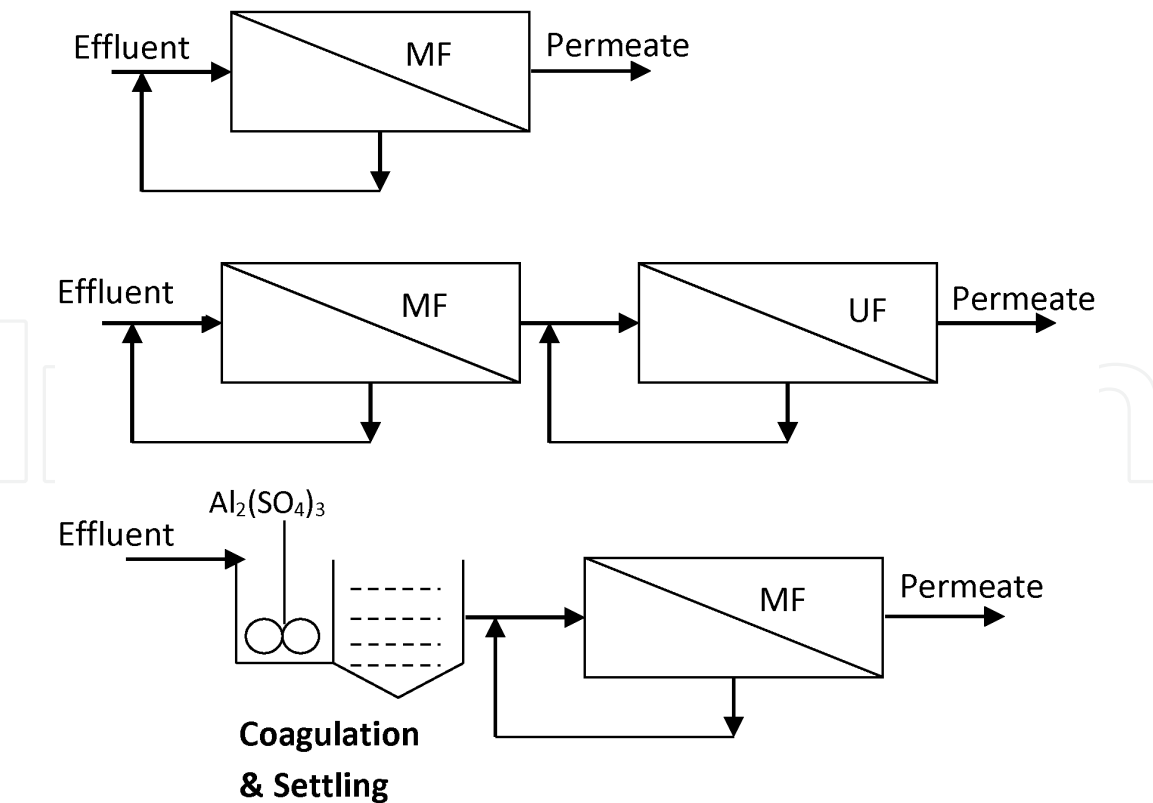 Effluent
MF
Permeate
Effluent
MF
UF
Permeate
Al₂(SO₄)₃
Effluent
MF
Permeate
Coagulation
& Settling